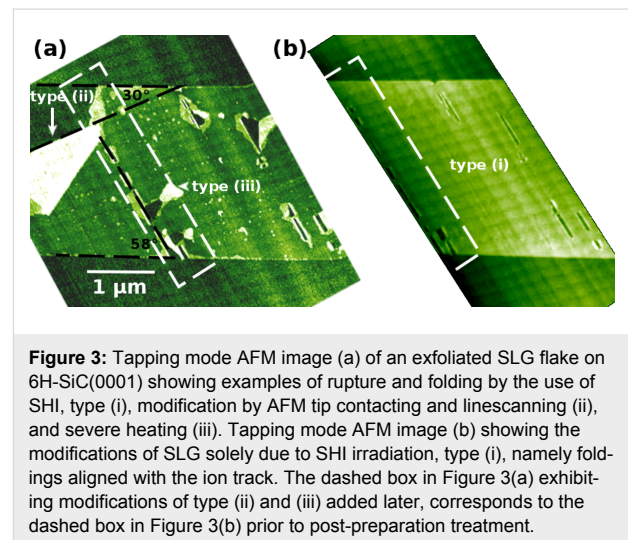 (a)
(b)
type (ii)
30°
type (i)
type (iii)
58°
1 µm
Figure 3: Tapping mode AFM image (a) of an exfoliated SLG flake on
6H-SiC(0001) showing examples of rupture and folding by the use of
SHI, type (i), modification by AFM tip contacting and linescanning (ii),
and severe heating (iii). Tapping mode AFM image (b) showing the
modifications of SLG solely due to SHI irradiation, type (i), namely fold-
ings aligned with the ion track. The dashed box in Figure 3(a) exhibit-
ing modifications of type (ii) and (iii) added later, corresponds to the
dashed box in Figure 3(b) prior to post-preparation treatment.